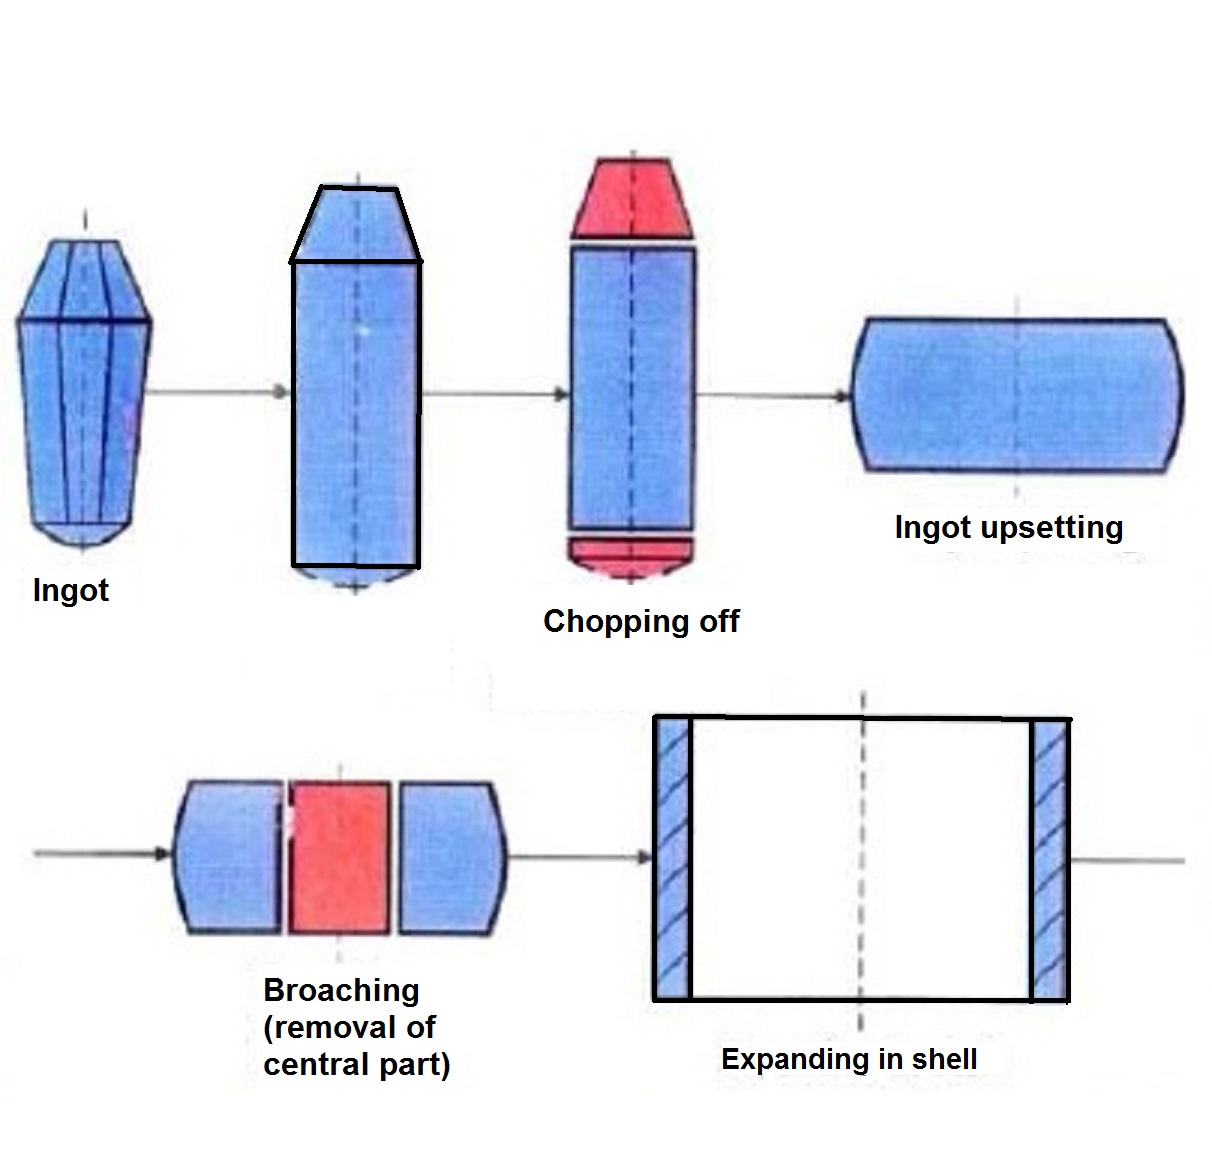 Ingot
Chopping off
Ingot upsetting
Broaching
(removal of
central part)
Expanding in shell